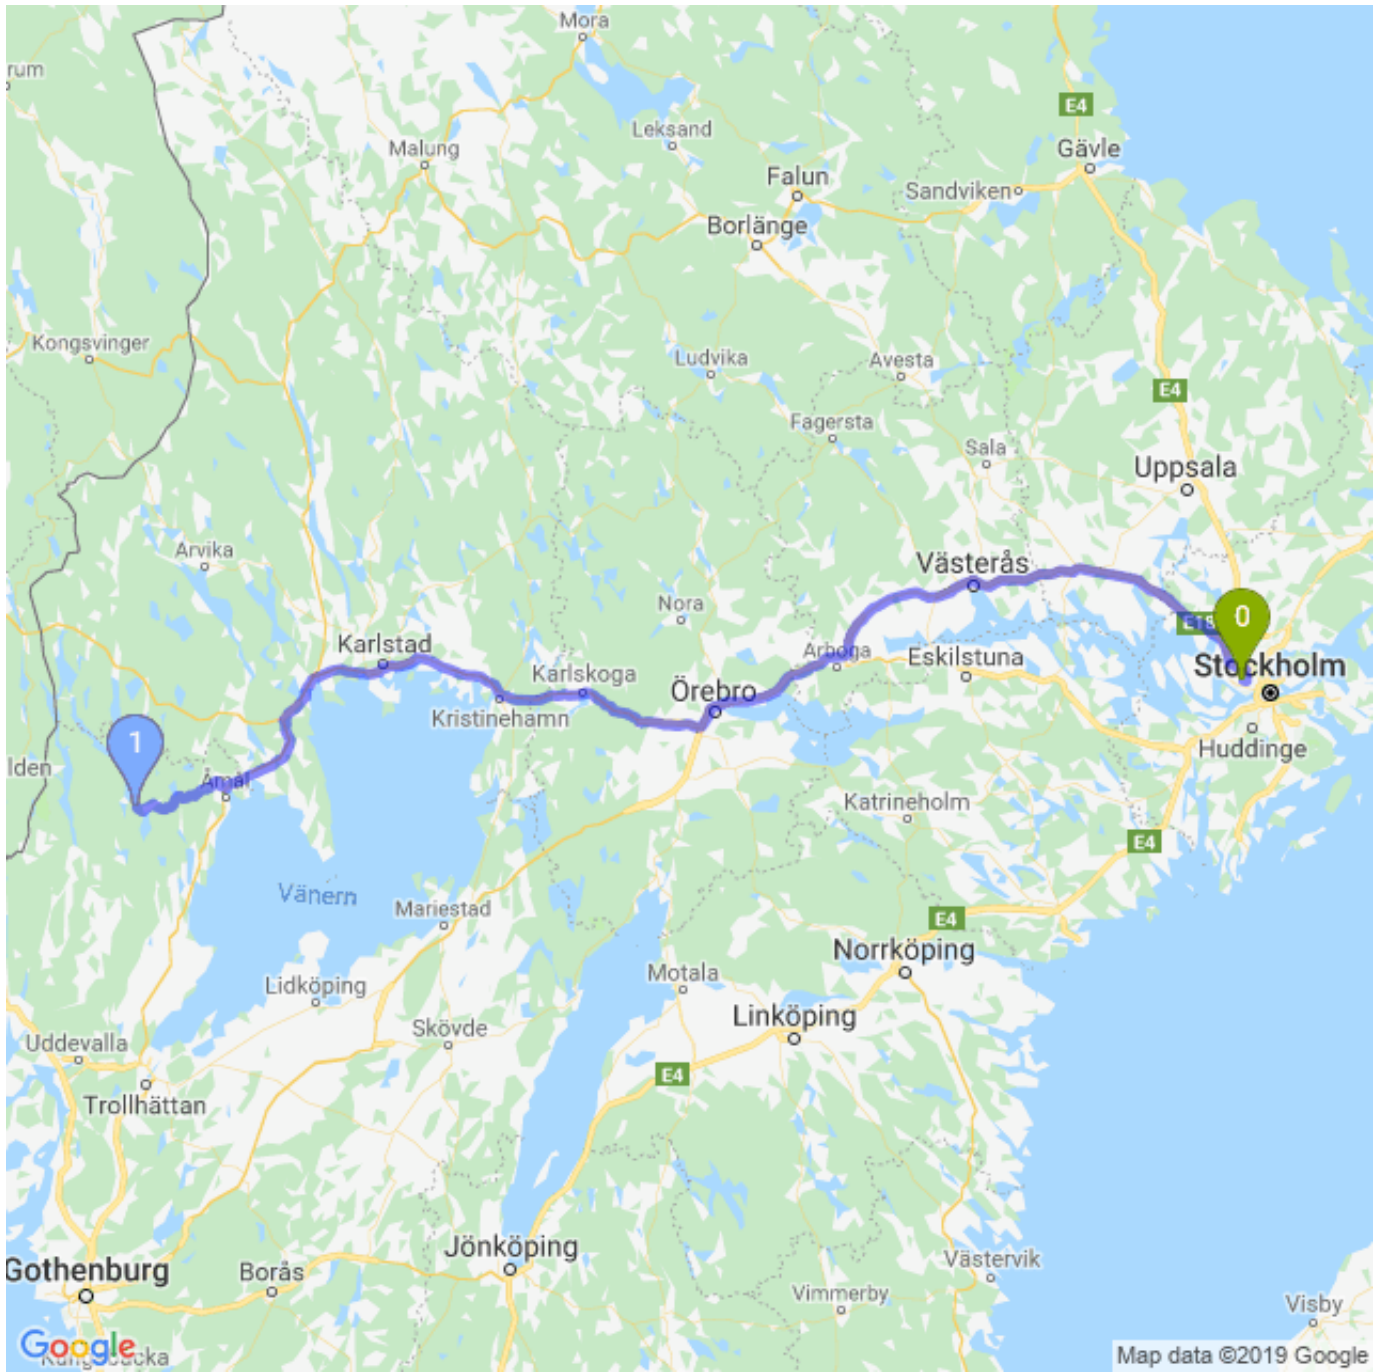 Mora
rum
E4
Leksand
Malung
Gävle
Falun
Sandviken
Borlänge
Kongsvinger
Ludvika
Avesta
E4
Fagersta
Sala
Uppsala
Arvika
Västerås
Nora
E18
0
Karlstad
Arboga
Eskilstuna
Stockholm
Karlskoga
Örebro
Kristinehamn
1
Huddinge
lden
Åmål
Katrineholm
E4
Vänern
Mariestad
E4
Norrköping
Motala
Lidköping
Linköping
Skövde
Uddevalla
E4
Trollhättan
Jönköping
Västervik
Gothenburg
Borås
Vimmerby
Visby
Google
Map data ©2019 Google